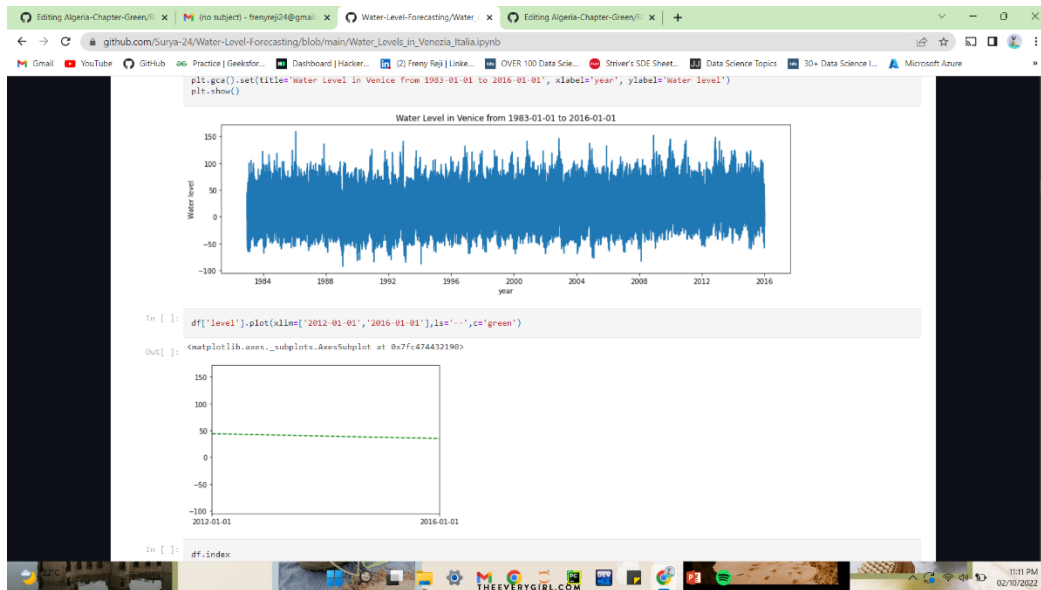 Editing Algeria-Chapter-Green/R
(no subject) - frenyreji24@gmail.
Water-Level-Forecasting/Water_L
Editing Algeria-Chapter-Green/R
github.com/Surya-24/Water-Level-Forecasting/blob/main/Water_Levels_in_Venezia_Italia.ipynb
Gmail YouTube GitHub Practice | Geeksfor... Dashboard | Hacker... (2) Freny Reji | Linke... OVER 100 Data Scie... Striver's SDE Sheet... Data Science Topics 30+ Data Science I... Microsoft Azure »
plt.gca().set(title='Water Level in Venice from 1983-01-01 to 2016-01-01', xlabel='year', ylabel='Water level')
plt.show()
Water Level in Venice from 1983-01-01 to 2016-01-01
150
100
50
0
−50
−100
Water level
1984 1988 1992 1996 2000 2004 2008 2012 2016
year
In [ ]: df['level'].plot(xlim=['2012-01-01','2016-01-01'],ls='--',c='green')
Out[ ]: <matplotlib.axes._subplots.AxesSubplot at 0x7fc474432190>
150
100
50
0
−50
−100
2012-01-01 2016-01-01
In [ ]: df.index
22°C
THEEVERYGIRL.COM
11:11 PM
02/10/2022